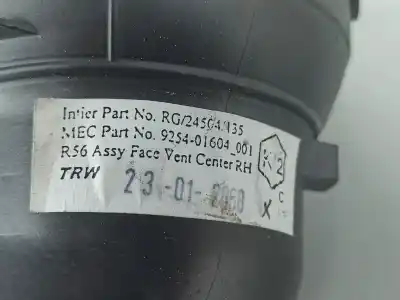 Intier Part No. RG/24504/135
MEC Part No. 9254-01604_001
R56 Assy Face Vent Center RH
TRW 23-01-2008
X C